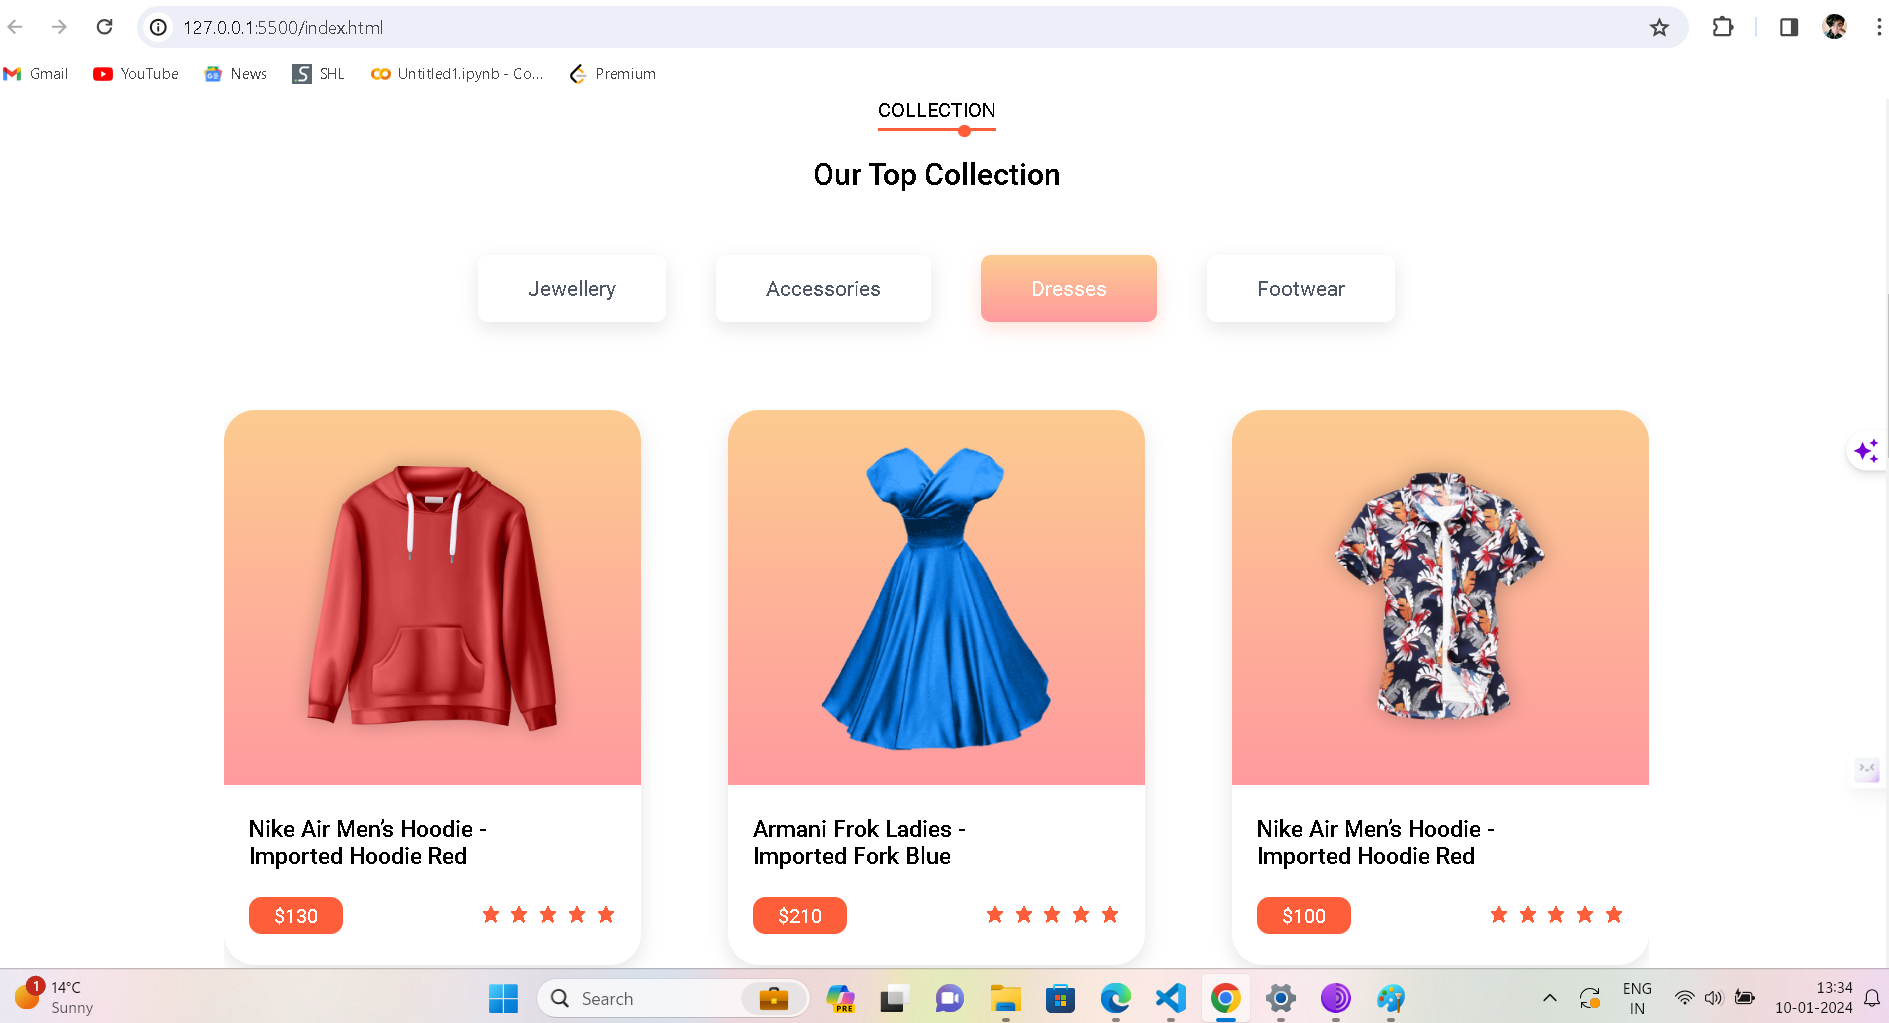 127.0.0.1:5500/index.html
Gmail YouTube News SHL Untitled1.ipynb - Co... Premium
COLLECTION
Our Top Collection
Jewellery Accessories Dresses Footwear
Nike Air Men’s Hoodie -
Imported Hoodie Red
$130
Armani Frok Ladies -
Imported Fork Blue
$210
Nike Air Men’s Hoodie -
Imported Hoodie Red
$100
1
14°C
Sunny
Search
PRE
ENG
IN
13:34
10-01-2024